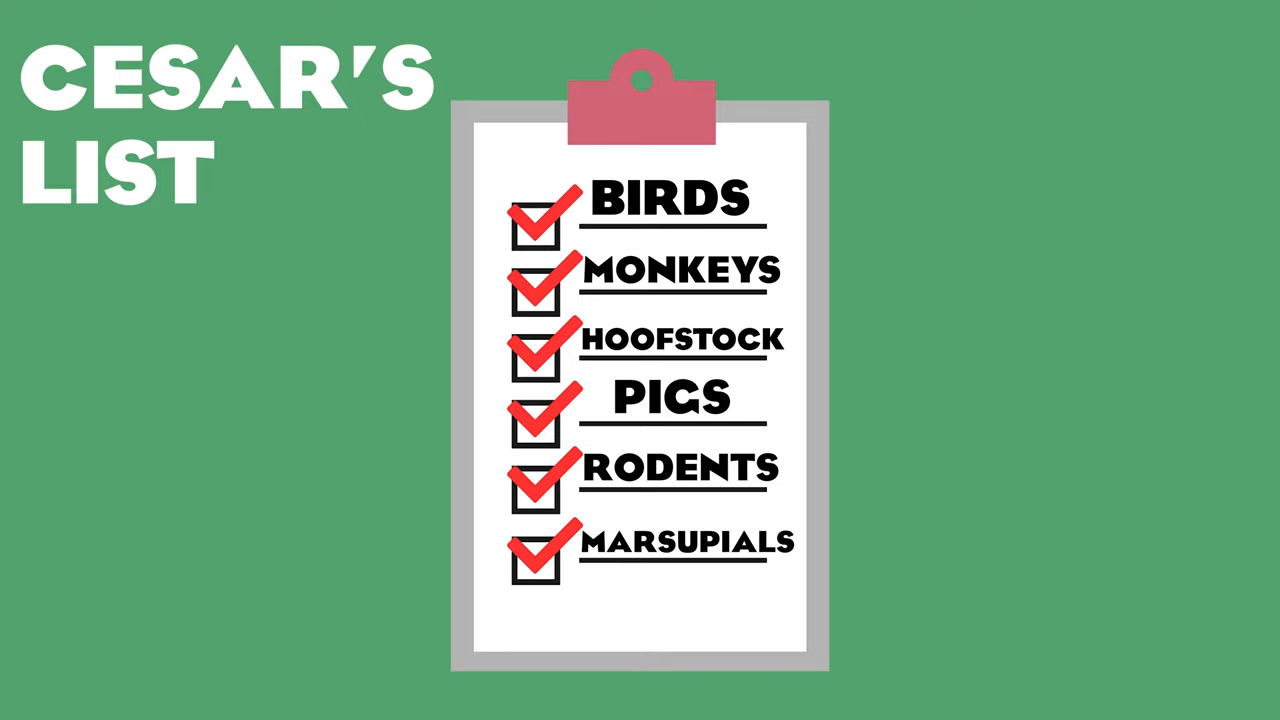 CESAR'S
LIST
BIRDS
MONKEYS
HOOFSTOCK
PIGS
RODENTS
MARSUPIALS